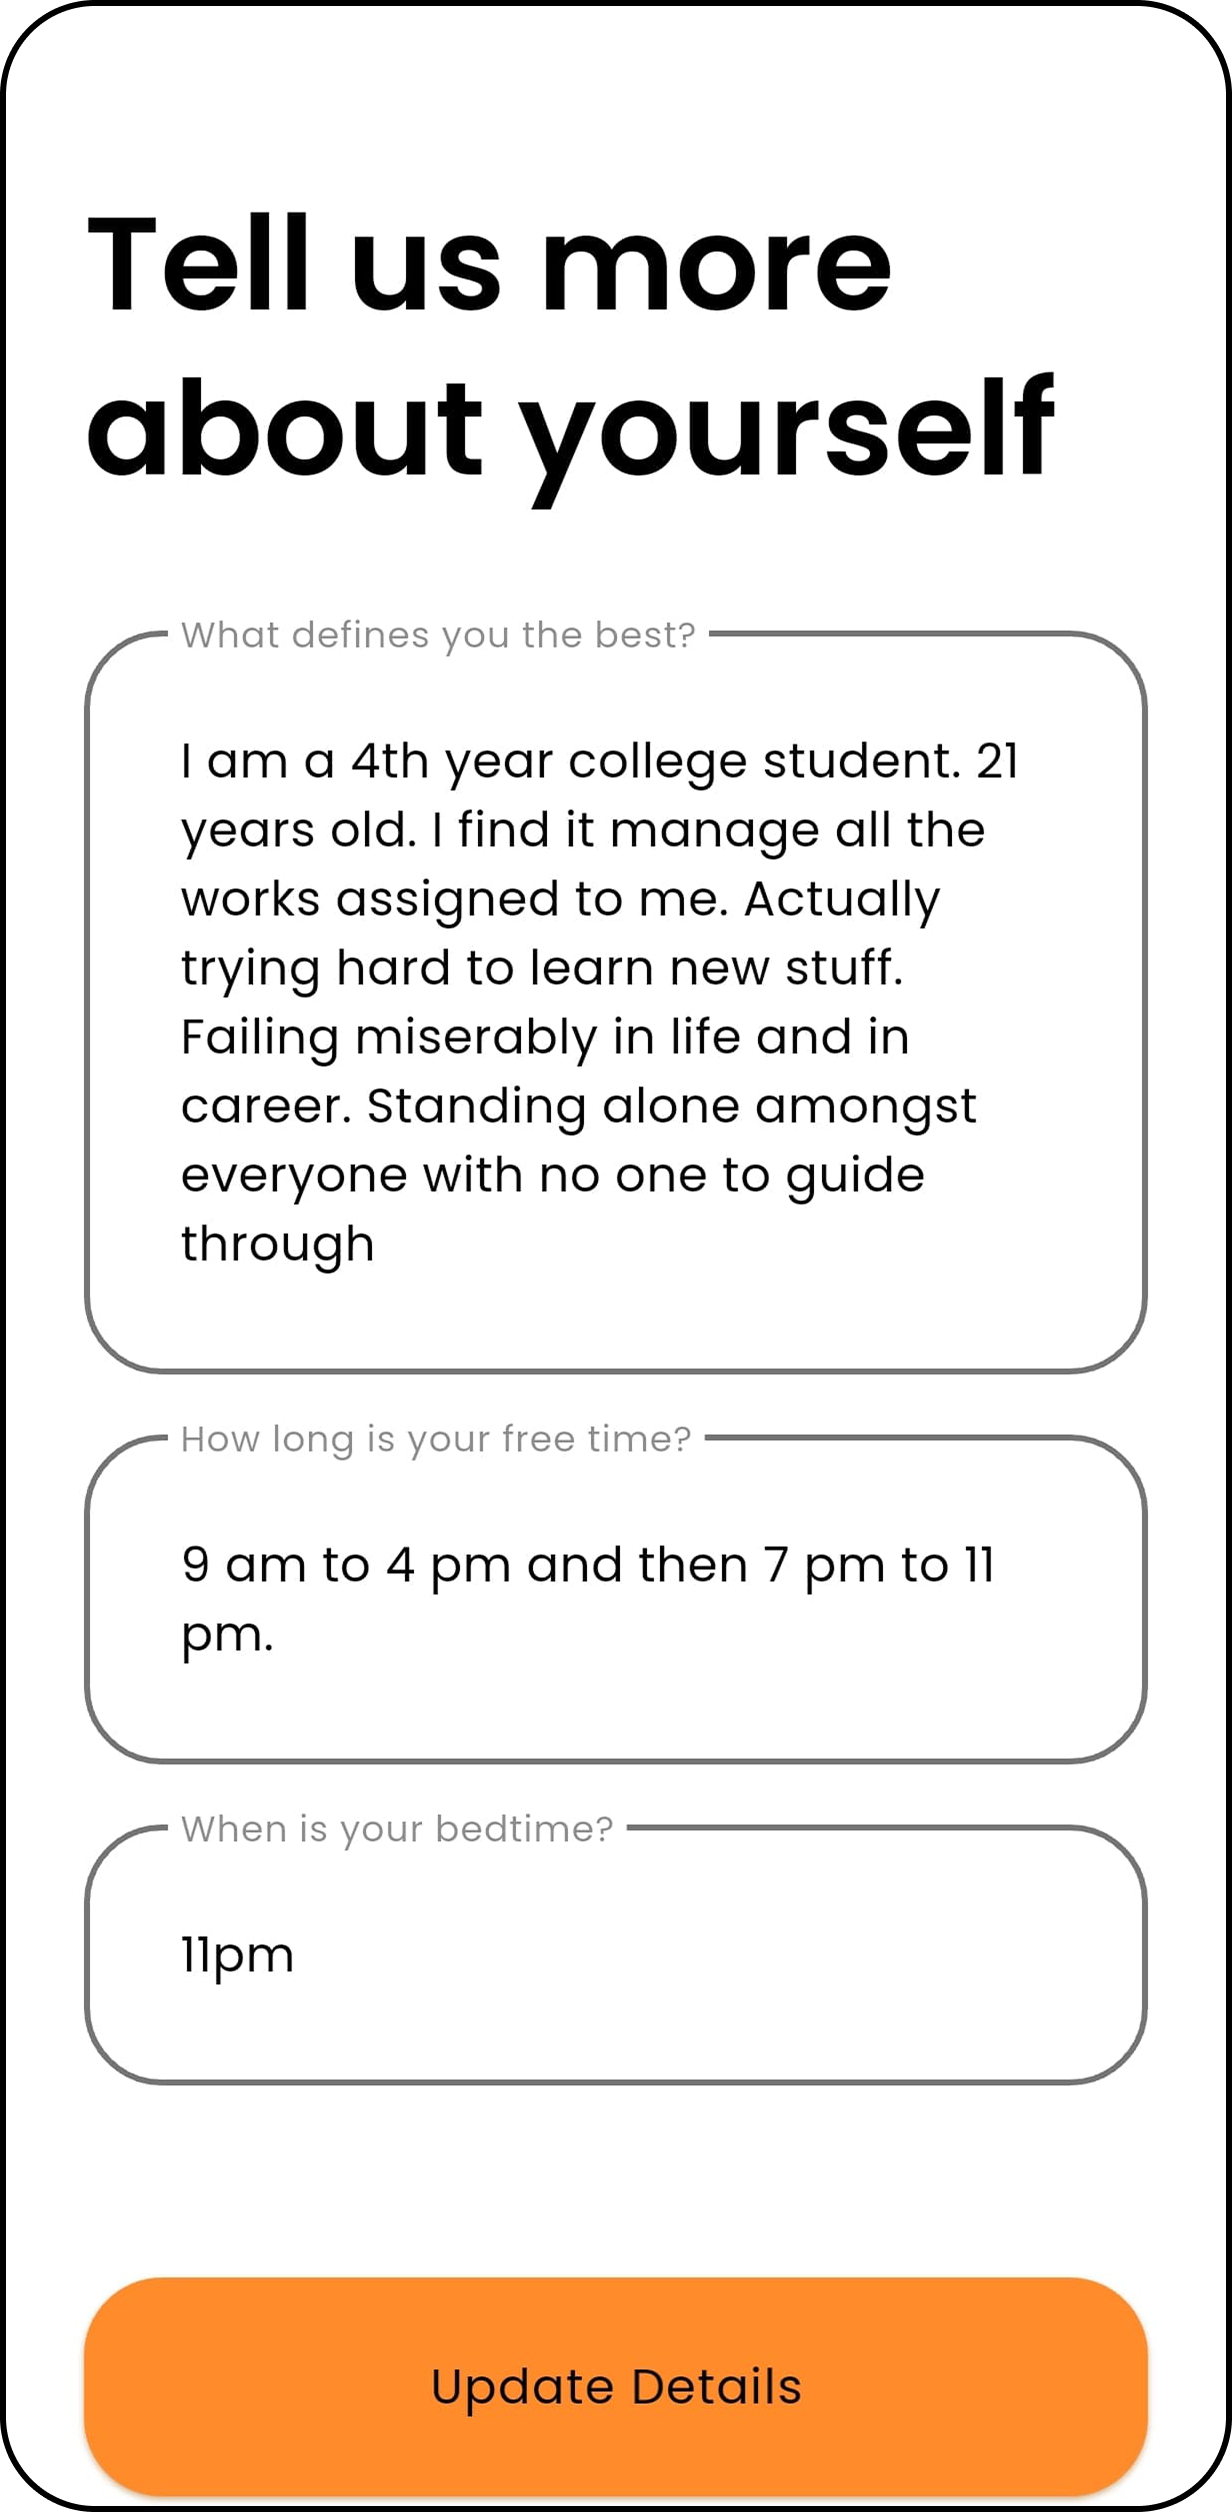 Tell us more
about yourself
What defines you the best?
I am a 4th year college student. 21
years old. I find it manage all the
works assigned to me. Actually
trying hard to learn new stuff.
Failing miserably in life and in
career. Standing alone amongst
everyone with no one to guide
through
How long is your free time?
9 am to 4 pm and then 7 pm to 11
pm.
When is your bedtime?
11pm
Update Details